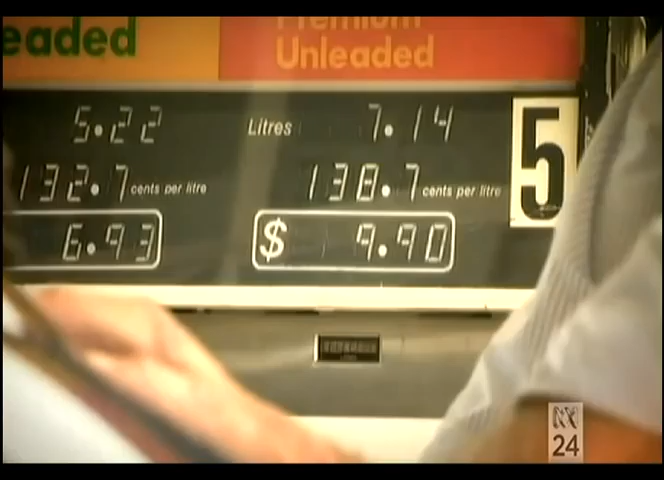 eaded
Premium
Unleaded
5.22
Litres 7.14
132.7 cents per litre
138.7 cents per litre
6.93
$ 9.90
5
24